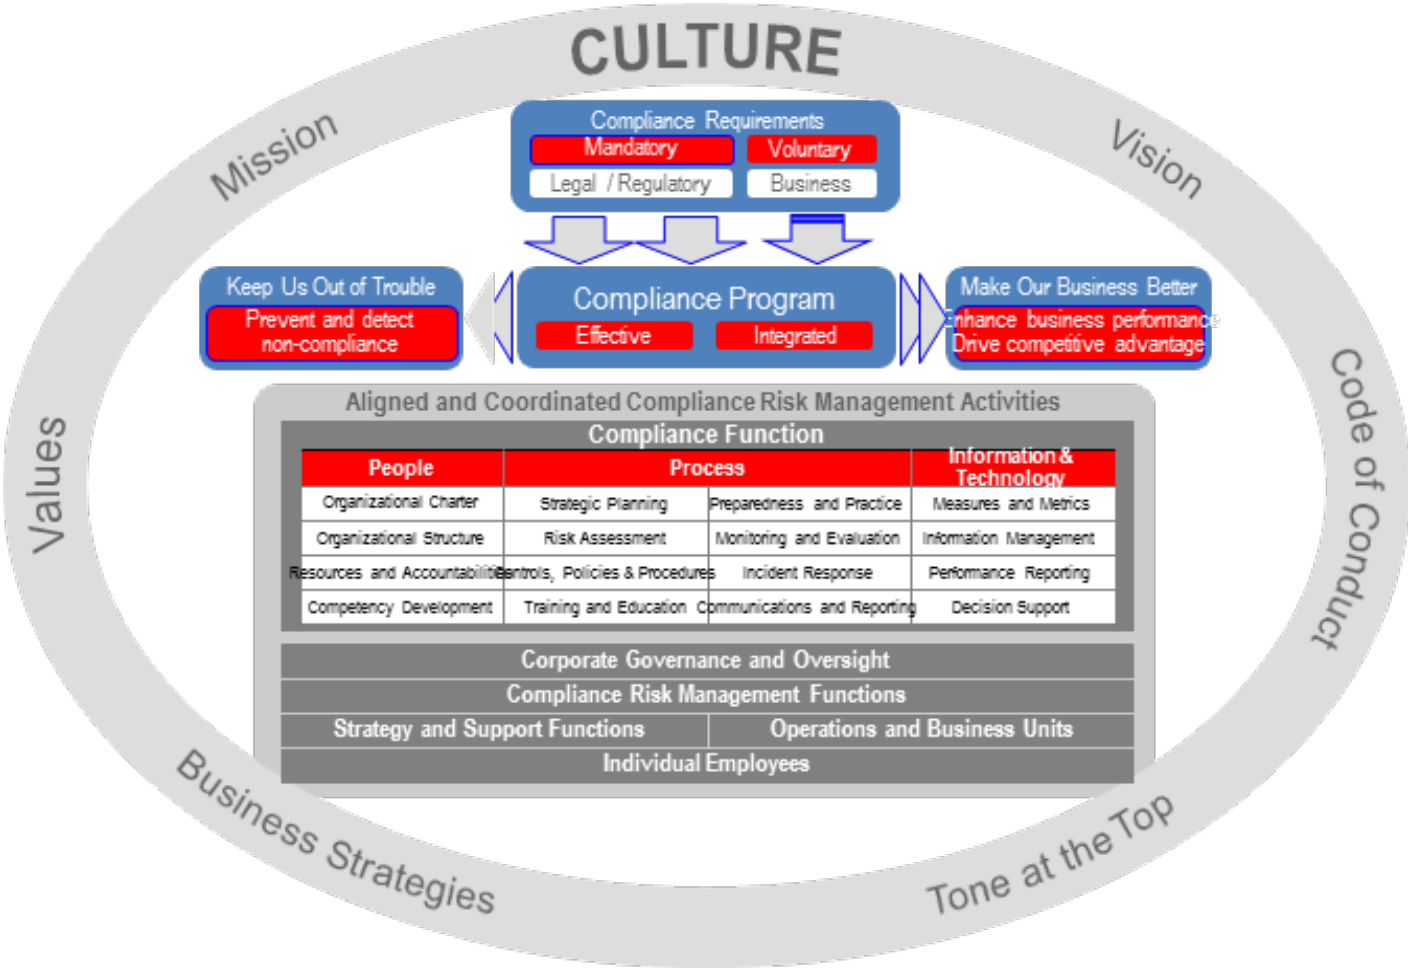 CULTURE
Mission
Vision
Values
Code of Conduct
Business Strategies
Tone at the Top
Compliance Requirements
Mandatory
Voluntary
Legal / Regulatory
Business
Keep Us Out of Trouble
Prevent and detect
non-compliance
Compliance Program
Effective
Integrated
Make Our Business Better
Enhance business performance
Drive competitive advantage
Aligned and Coordinated Compliance Risk Management Activities
Compliance Function
People
Process
Information &
Technology
Organizational Charter
Strategic Planning
Preparedness and Practice
Measures and Metrics
Organizational Structure
Risk Assessment
Monitoring and Evaluation
Information Management
Resources and Accountabilities
Controls, Policies & Procedures
Incident Response
Performance Reporting
Competency Development
Training and Education
Communications and Reporting
Decision Support
Corporate Governance and Oversight
Compliance Risk Management Functions
Strategy and Support Functions
Operations and Business Units
Individual Employees